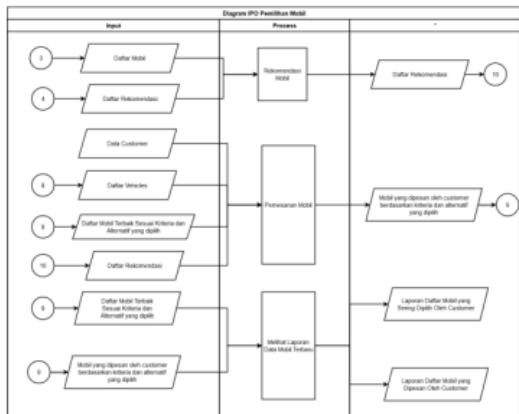 Diagram IPO Pemilihan Mobil
Input
Process
3
Daftar Mobil
Rekomendasi
Mobil
Daftar Rekomendasi
10
4
Daftar Rekomendasi
Data Customer
Daftar Vehicles
Daftar Mobil Terbaik Sesuai Kriteria dan
Alternatif yang dipilih
10
Daftar Rekomendasi
Pemesanan Mobil
Mobil yang dipesan oleh customer
berdasarkan kriteria dan alternatif
yang dipilih
9
Daftar Mobil Terbaik
Sesuai Kriteria dan
Alternatif yang dipilih
9
Mobil yang dipesan oleh customer
berdasarkan kriteria dan alternatif
yang dipilih
Melihat Laporan
Data Mobil Terbaru
Laporan Daftar Mobil yang
Sering Dipilih Oleh Customer
Laporan Daftar Mobil yang
Dipesan Oleh Customer